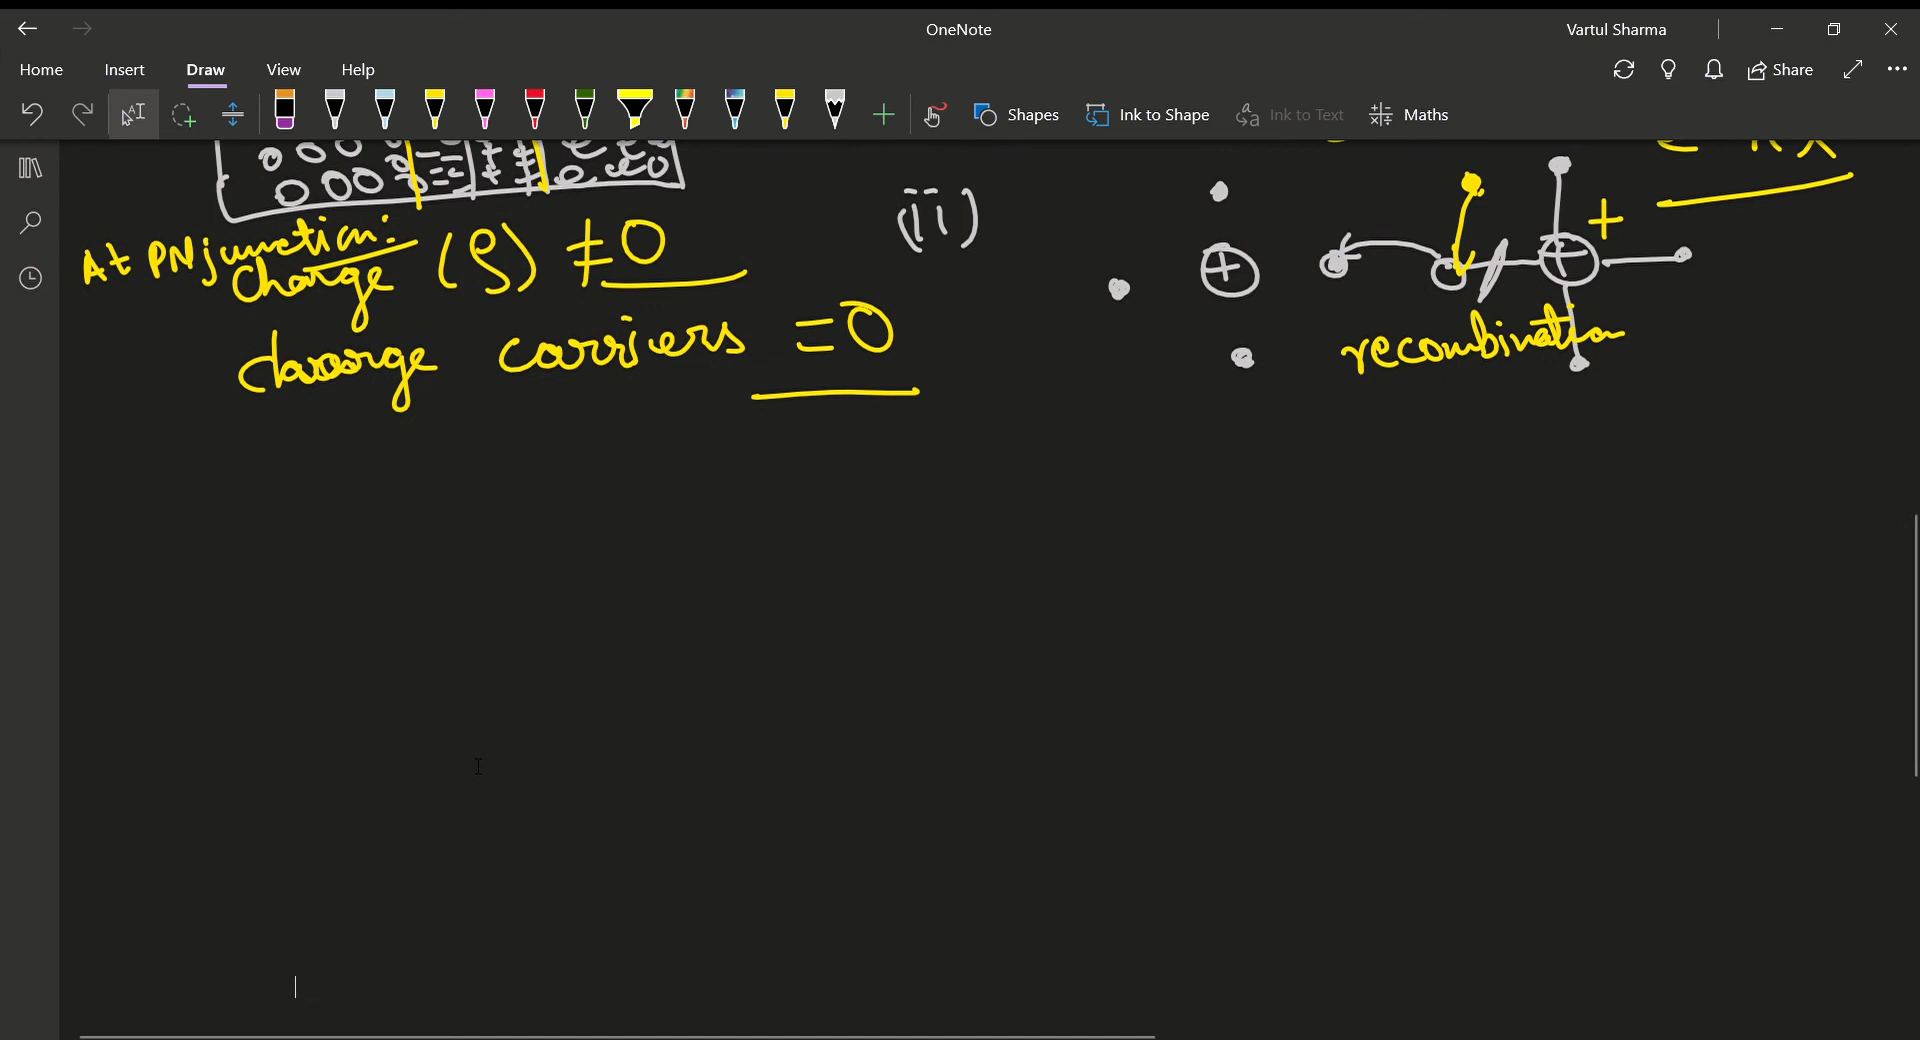 OneNote
Vartul Sharma
Home Insert Draw View Help
Share
Shapes Ink to Shape Ink to Text Maths
(ii)
+
At PN junction:
Charge (ρ) ≠ 0
charge carriers = 0
+
+
recombination